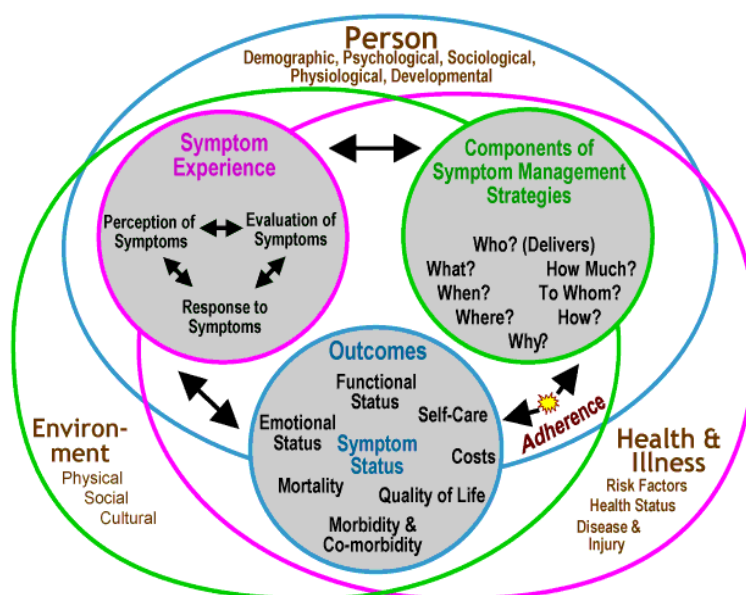 Person
Demographic, Psychological, Sociological,
Physiological, Developmental
Symptom
Experience
Perception of
Symptoms
Evaluation of
Symptoms
Response to
Symptoms
Components of
Symptom Management
Strategies
Who? (Delivers)
What?
How Much?
When?
To Whom?
Where?
How?
Why?
Outcomes
Functional
Status
Self-Care
Emotional
Status
Symptom
Status
Costs
Mortality
Quality of Life
Morbidity &
Co-morbidity
Adherence
Environ-
ment
Physical
Social
Cultural
Health &
Illness
Risk Factors
Health Status
Disease &
Injury